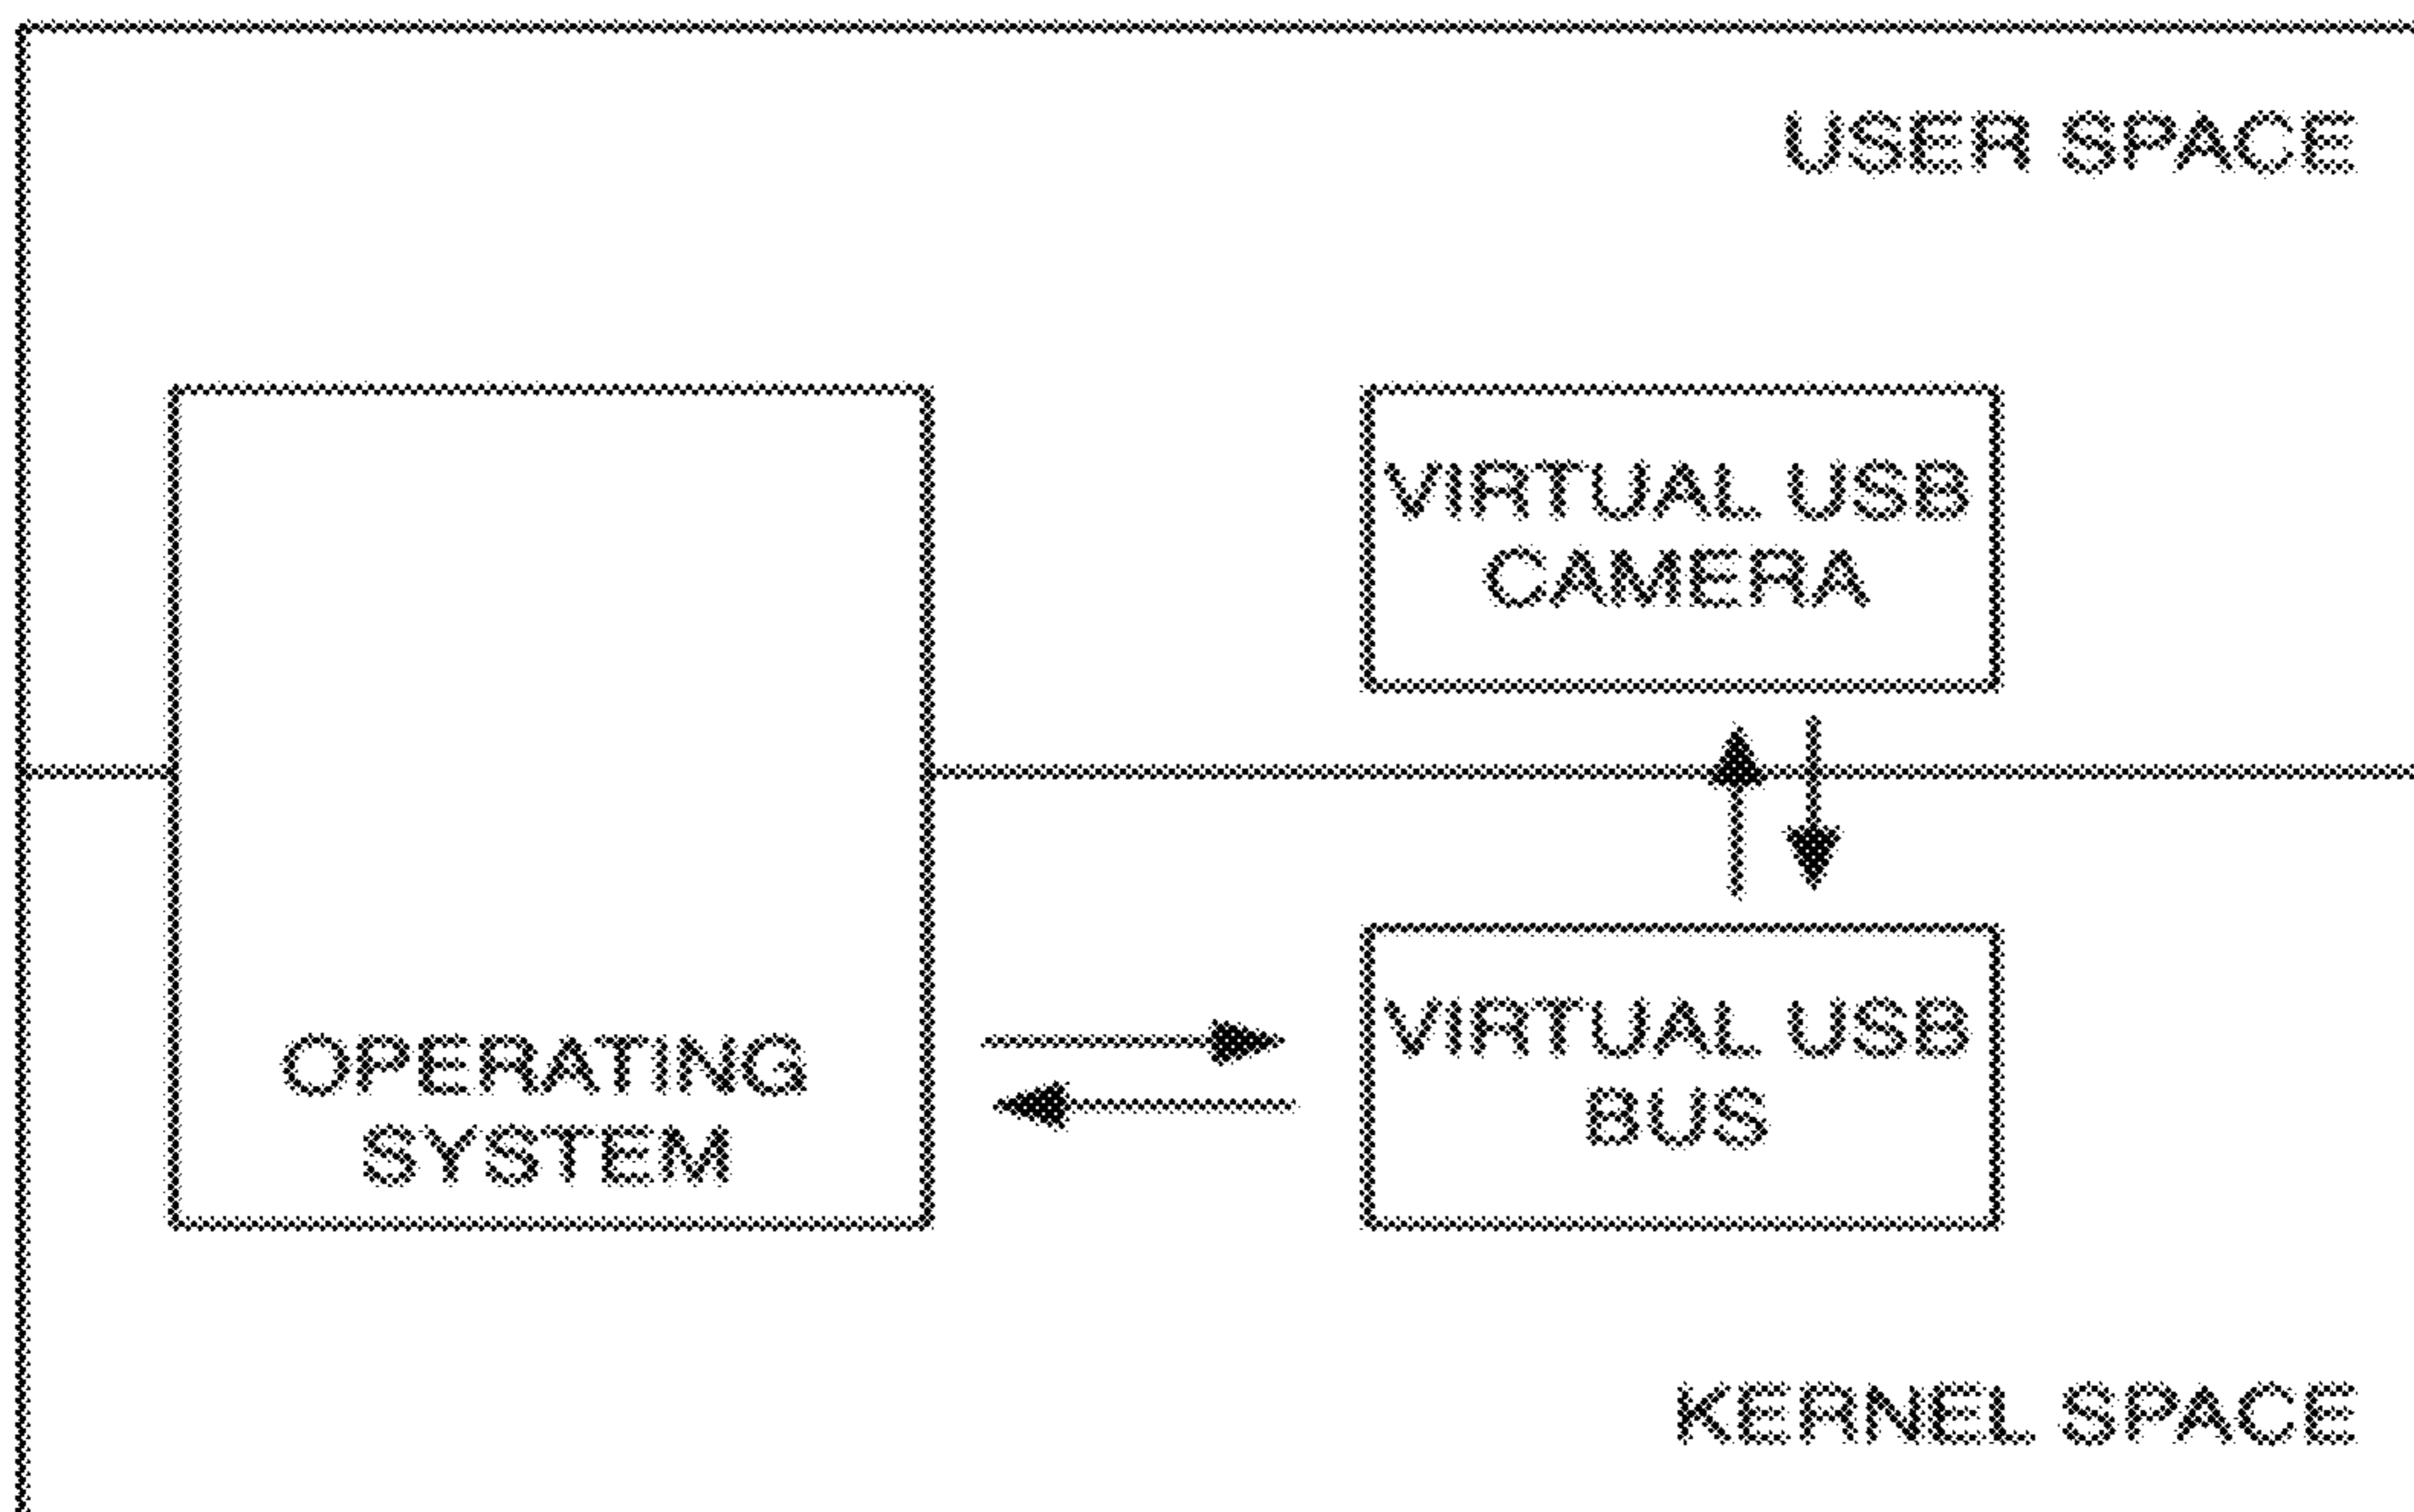 USER SPACE
VIRTUAL USB
CAMERA
OPERATING
SYSTEM
VIRTUAL USB
BUS
KERNEL SPACE